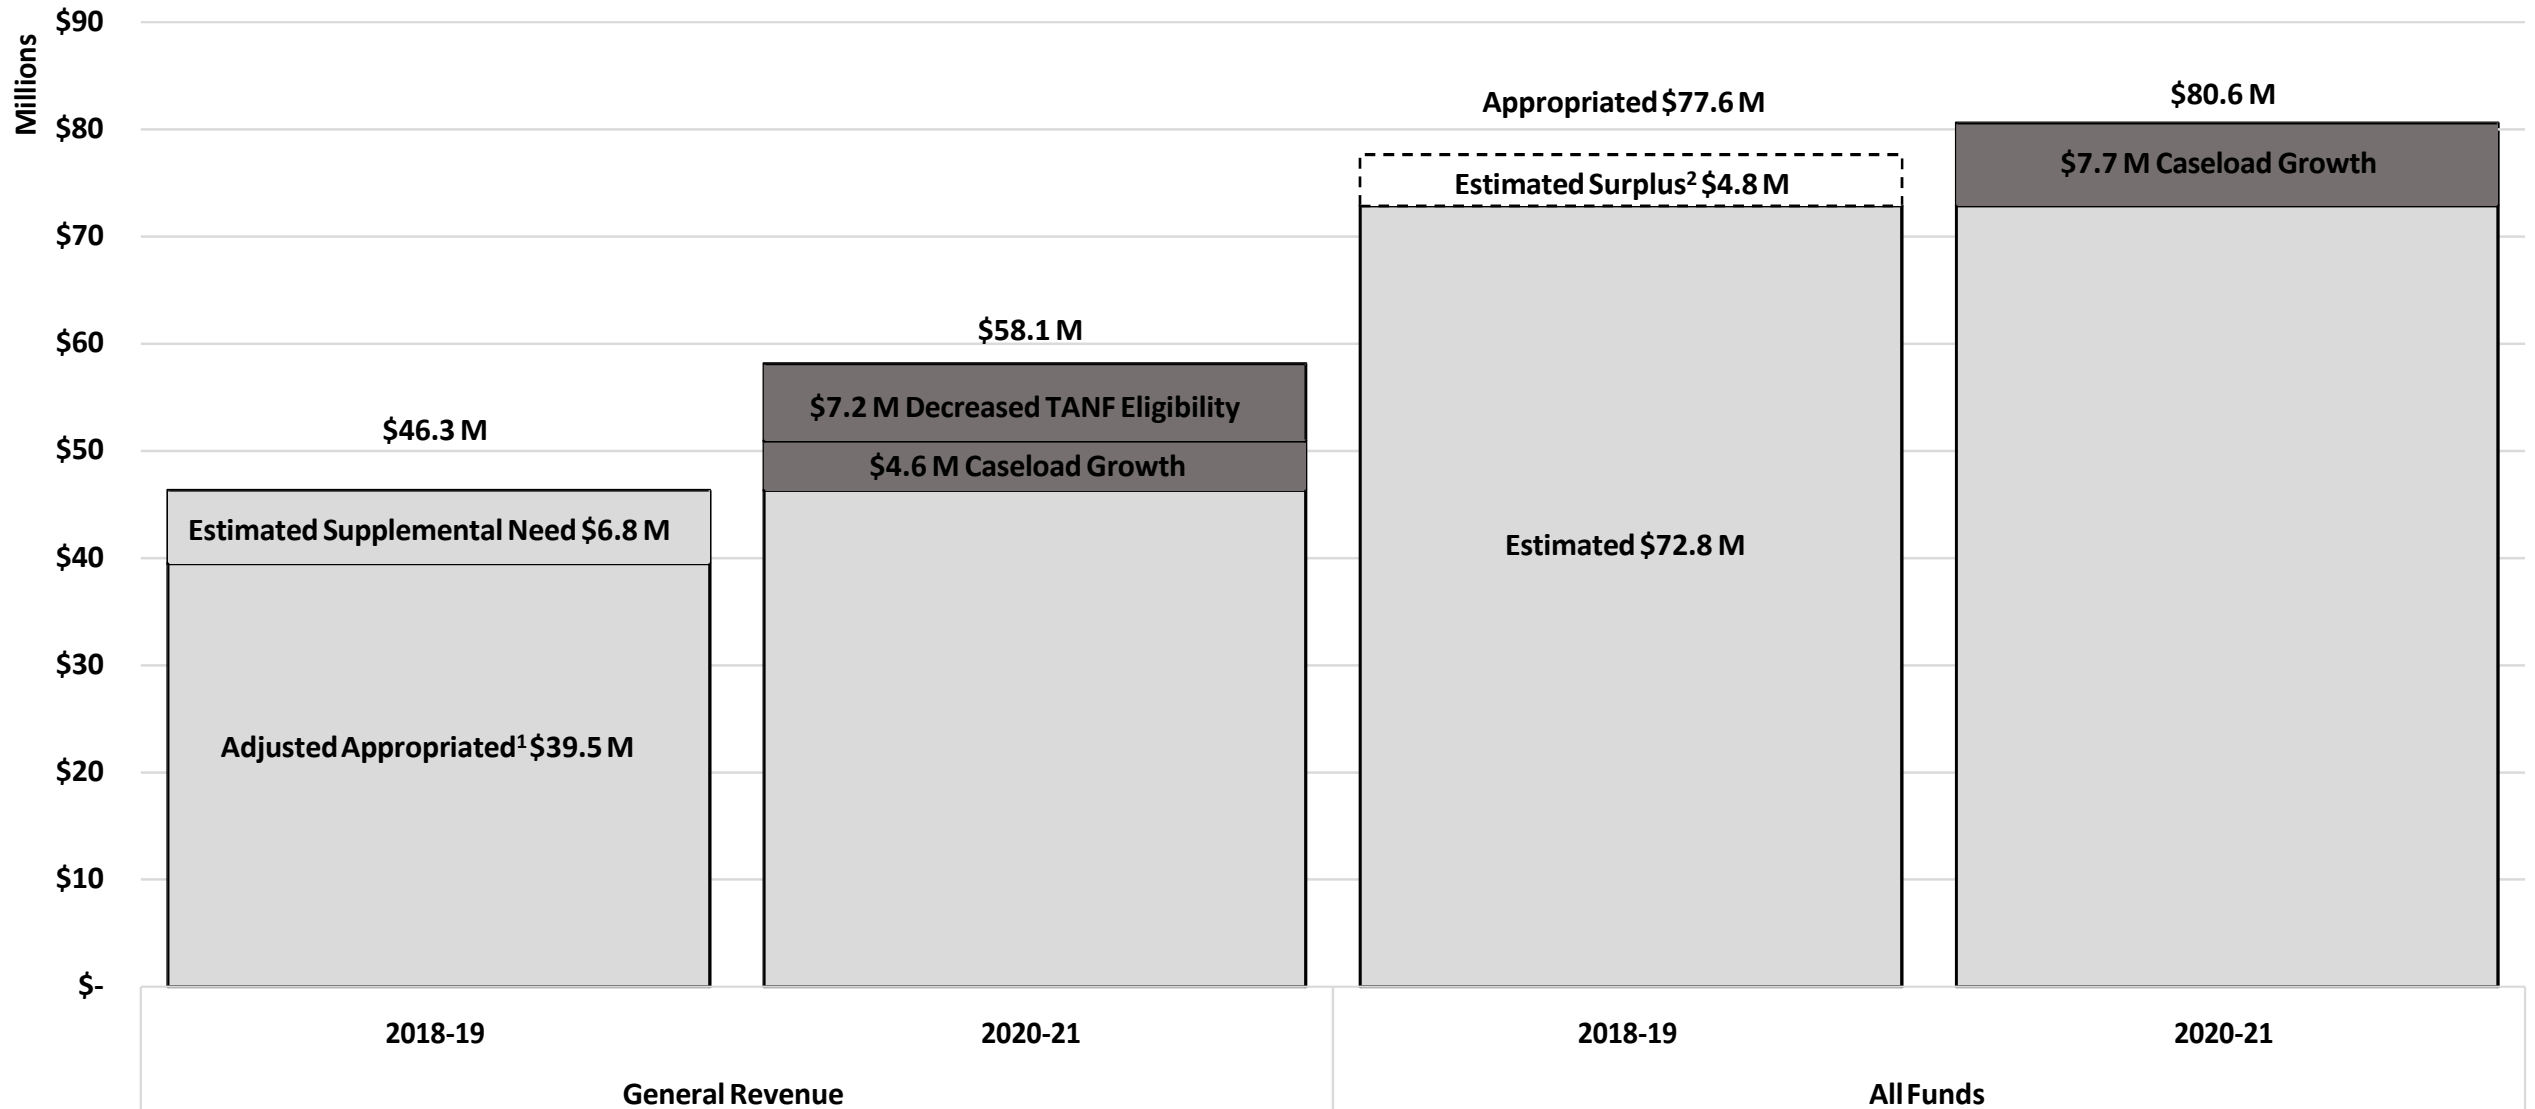 Millions
$90
$80
$70
$60
$50
$40
$30
$20
$10
$-
$46.3 M
Estimated Supplemental Need $6.8 M
Adjusted Appropriated¹ $39.5 M
$58.1 M
$7.2 M Decreased TANF Eligibility
$4.6 M Caseload Growth
Appropriated $77.6 M
Estimated Surplus² $4.8 M
Estimated $72.8 M
$80.6 M
$7.7 M Caseload Growth
2018-19
2020-21
2018-19
2020-21
General Revenue
All Funds